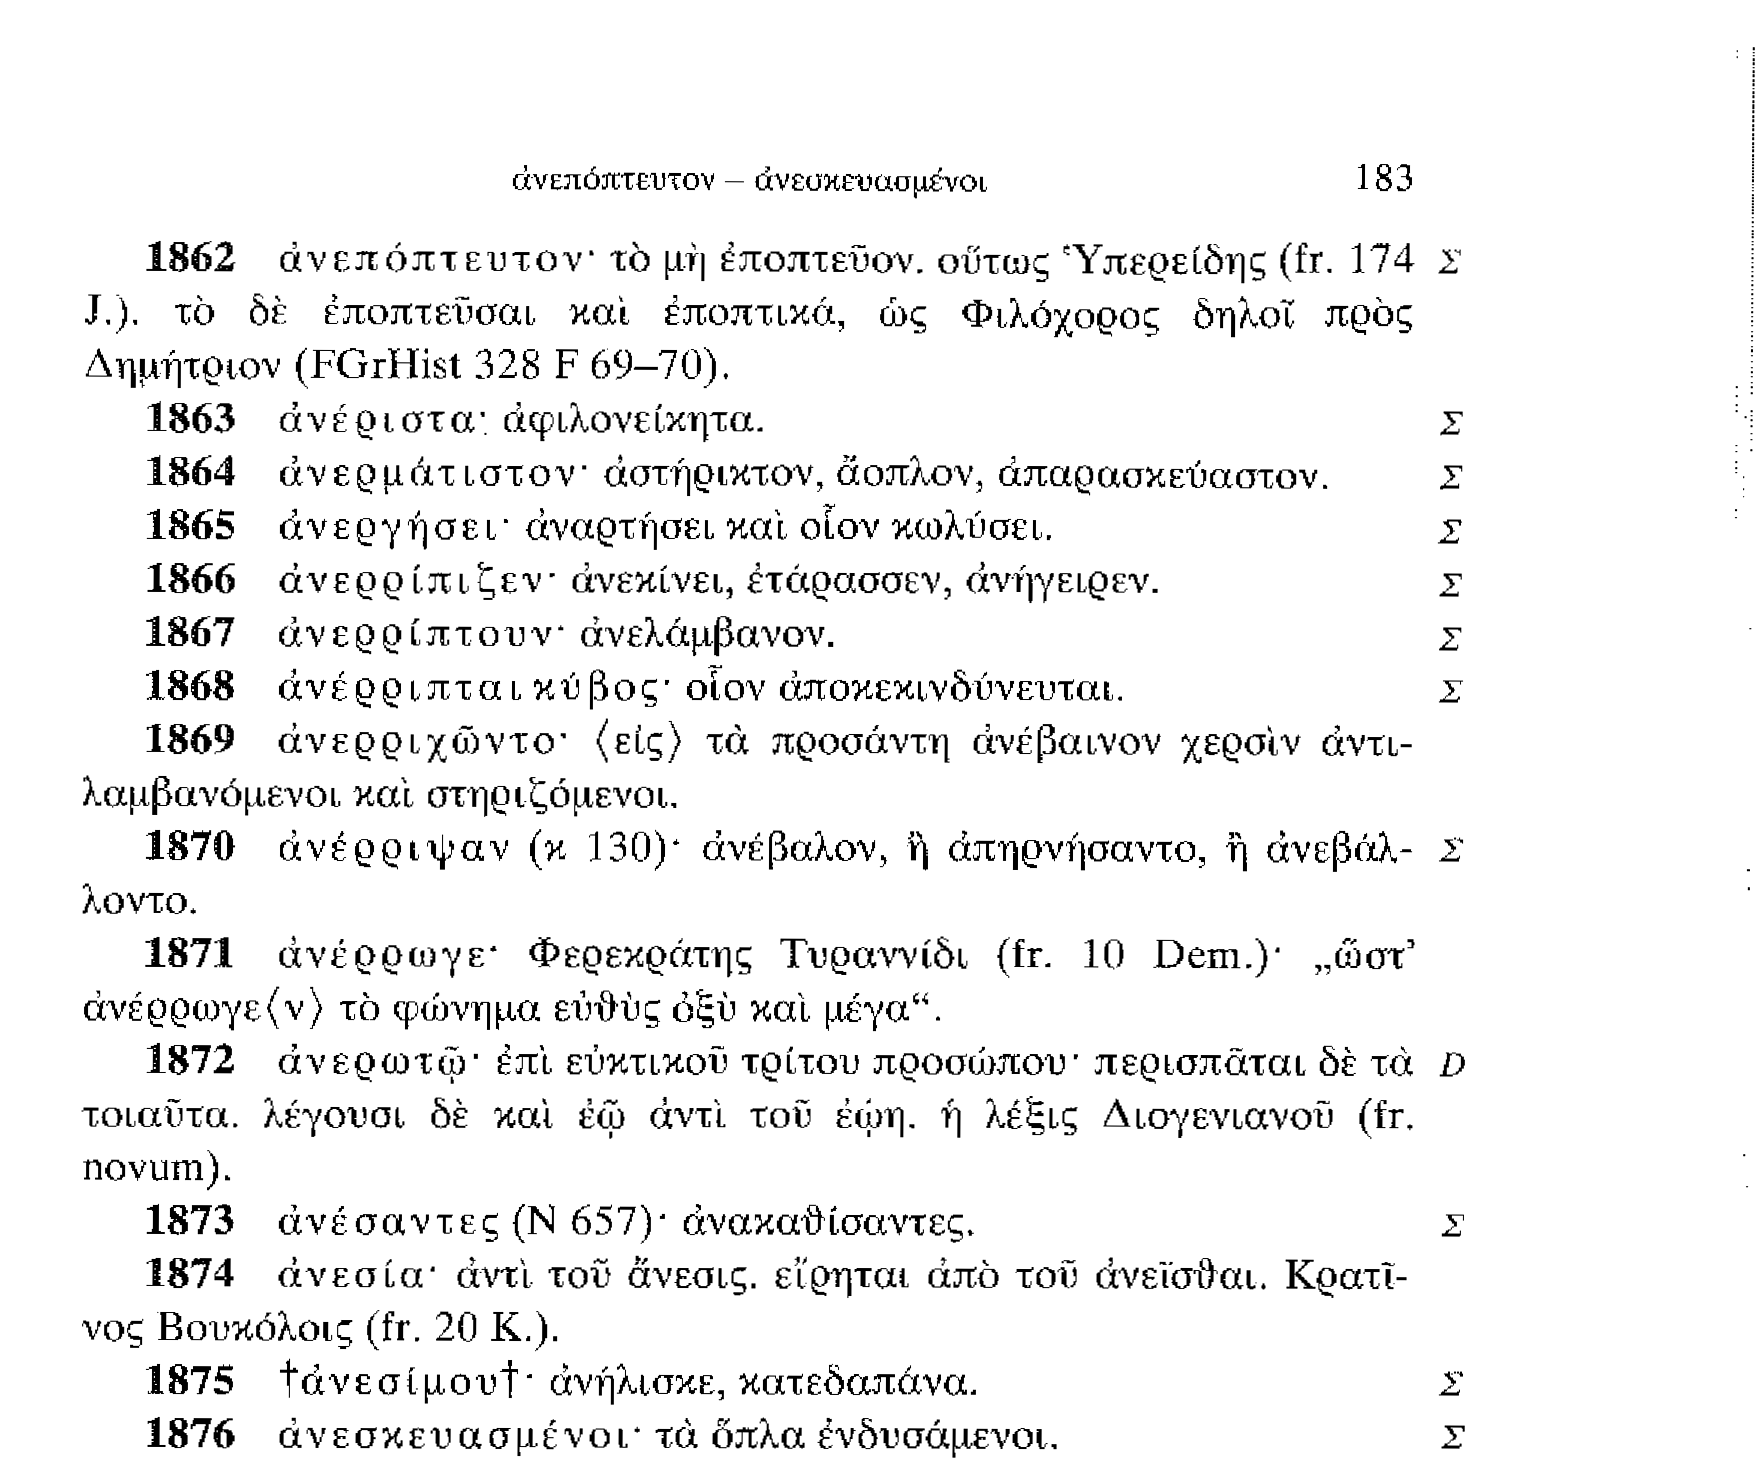 ἀνεπόπτευτον – ἀνεσκευασμένοι 183
1862 ἀνεπόπτευτον· τὸ μὴ ἐποπτεῦον. οὕτως Ὑπερείδης (fr. 174 Σ
J.). τὸ δὲ ἐποπτεῦσαι καὶ ἐποπτικά, ὡς Φιλόχορος δηλοῖ πρὸς
Δημήτριον (FGrHist 328 F 69–70).
1863 ἀνέριστα· ἀφιλονείκητα. Σ
1864 ἀνερμάτιστον· ἀστήρικτον, ἄοπλον, ἀπαρασκεύαστον. Σ
1865 ἀνεργήσει· ἀναρτήσει καὶ οἷον κωλύσει. Σ
1866 ἀνερρίπιζεν· ἀνεκίνει, ἐτάρασσεν, ἀνήγειρεν. Σ
1867 ἀνερρίπτουν· ἀνελάμβανον. Σ
1868 ἀνέρριπται κύβος· οἷον ἀποκεκινδύνευται. Σ
1869 ἀνερριχῶντο· ⟨εἰς⟩ τὰ προσάντη ἀνέβαινον χερσὶν ἀντι-
λαμβανόμενοι καὶ στηριζόμενοι.
1870 ἀνέρριψαν (κ 130)· ἀνέβαλον, ἢ ἀπηρνήσαντο, ἢ ἀνεβάλ- Σ
λοντο.
1871 ἀνέρρωγε· Φερεκράτης Τυραννίδι (fr. 10 Dem.)· „ὥστ’
ἀνέρρωγε⟨ν⟩ τὸ φώνημα εὐθὺς ὀξὺ καὶ μέγα“.
1872 ἀνερωτῷ· ἐπὶ εὐκτικοῦ τρίτου προσώπου· περισπᾶται δὲ τὰ D
τοιαῦτα. λέγουσι δὲ καὶ ἐῷ ἀντὶ τοῦ ἐῴη. ἡ λέξις Διογενιανοῦ (fr.
novum).
1873 ἀνέσαντες (Ν 657)· ἀνακαθίσαντες. Σ
1874 ἀνεσία· ἀντὶ τοῦ ἄνεσις. εἴρηται ἀπὸ τοῦ ἀνεῖσθαι. Κρατῖ-
νος Βουκόλοις (fr. 20 K.).
1875 †ἀνεσίμου†· ἀνήλισκε, κατεδαπάνα. Σ
1876 ἀνεσκευασμένοι· τὰ ὅπλα ἐνδυσάμενοι. Σ